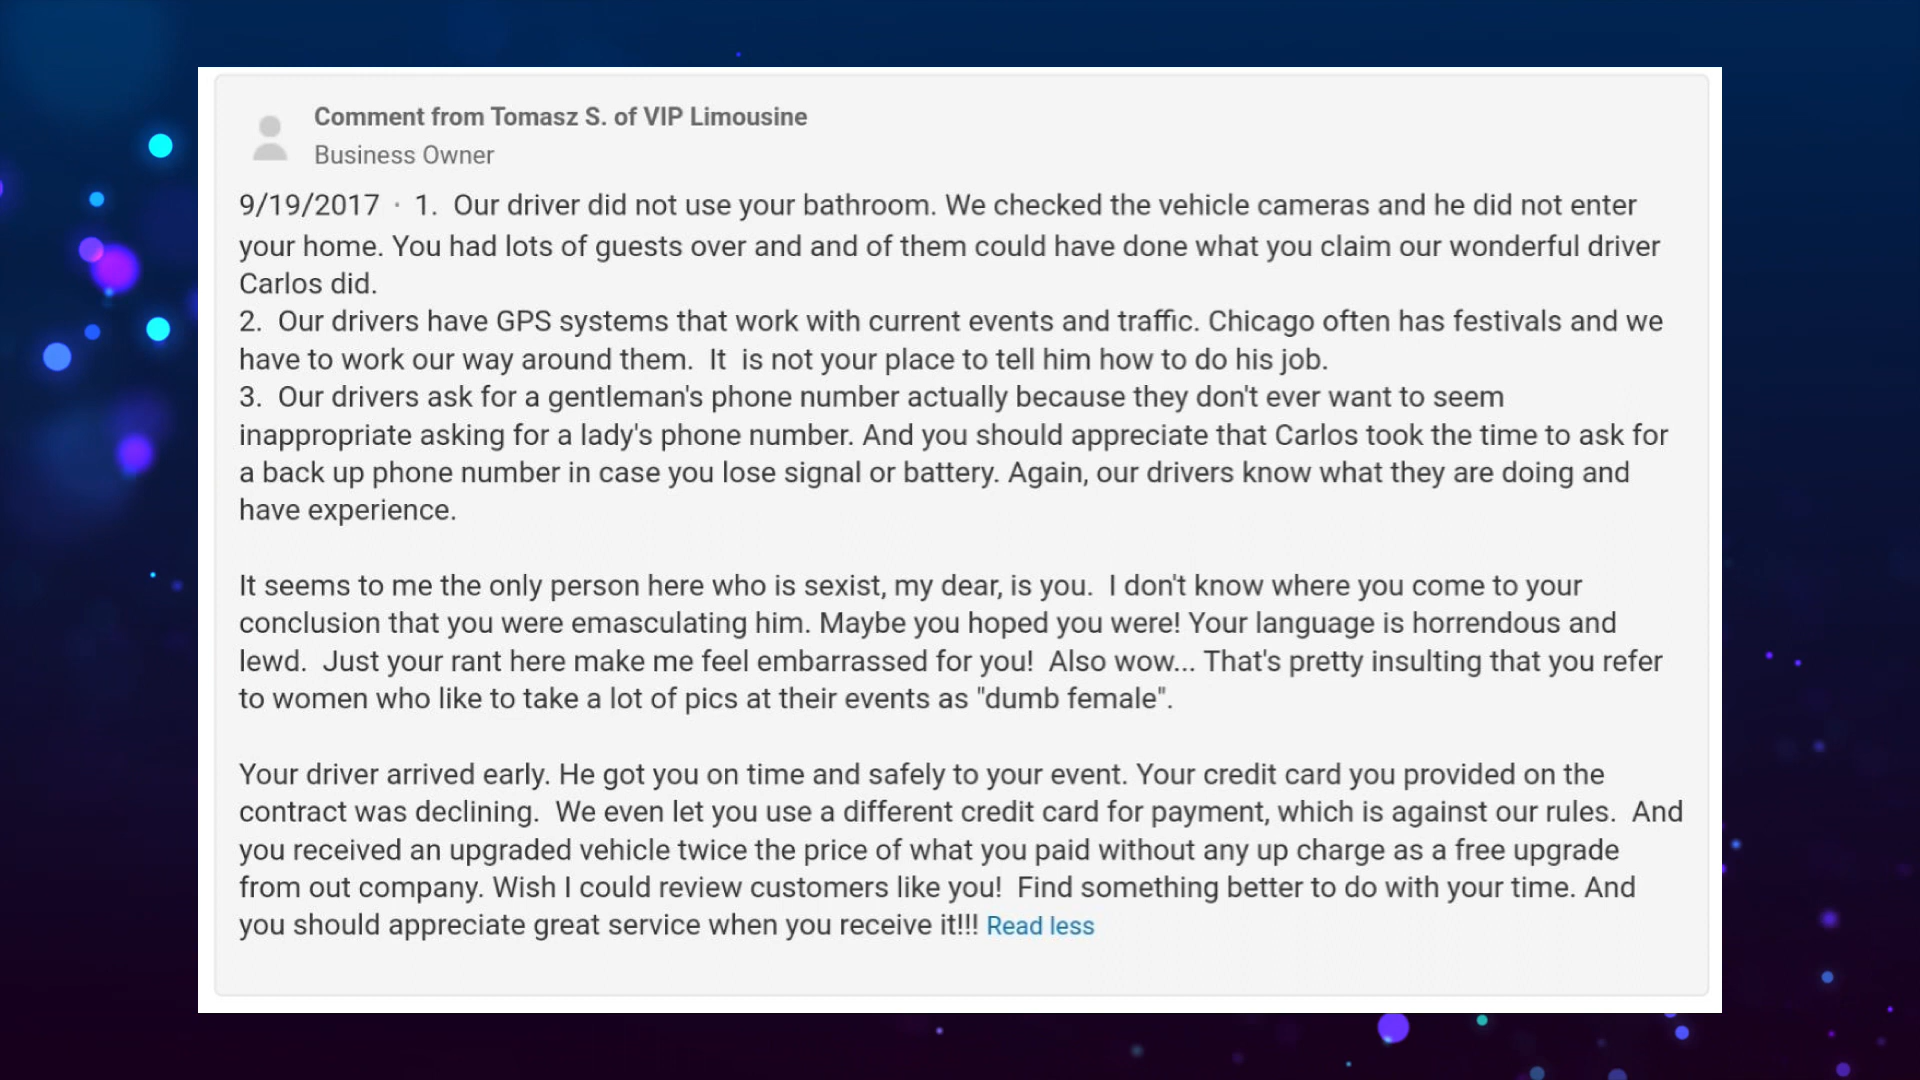 Comment from Tomasz S. of VIP Limousine
Business Owner
9/19/2017 · 1.  Our driver did not use your bathroom. We checked the vehicle cameras and he did not enter
your home. You had lots of guests over and and of them could have done what you claim our wonderful driver
Carlos did.
2.  Our drivers have GPS systems that work with current events and traffic. Chicago often has festivals and we
have to work our way around them.  It  is not your place to tell him how to do his job.
3.  Our drivers ask for a gentleman's phone number actually because they don't ever want to seem
inappropriate asking for a lady's phone number. And you should appreciate that Carlos took the time to ask for
a back up phone number in case you lose signal or battery. Again, our drivers know what they are doing and
have experience.
It seems to me the only person here who is sexist, my dear, is you.  I don't know where you come to your
conclusion that you were emasculating him. Maybe you hoped you were! Your language is horrendous and
lewd.  Just your rant here make me feel embarrassed for you!  Also wow... That's pretty insulting that you refer
to women who like to take a lot of pics at their events as "dumb female".
Your driver arrived early. He got you on time and safely to your event. Your credit card you provided on the
contract was declining.  We even let you use a different credit card for payment, which is against our rules.  And
you received an upgraded vehicle twice the price of what you paid without any up charge as a free upgrade
from out company. Wish I could review customers like you!  Find something better to do with your time. And
you should appreciate great service when you receive it!!! Read less